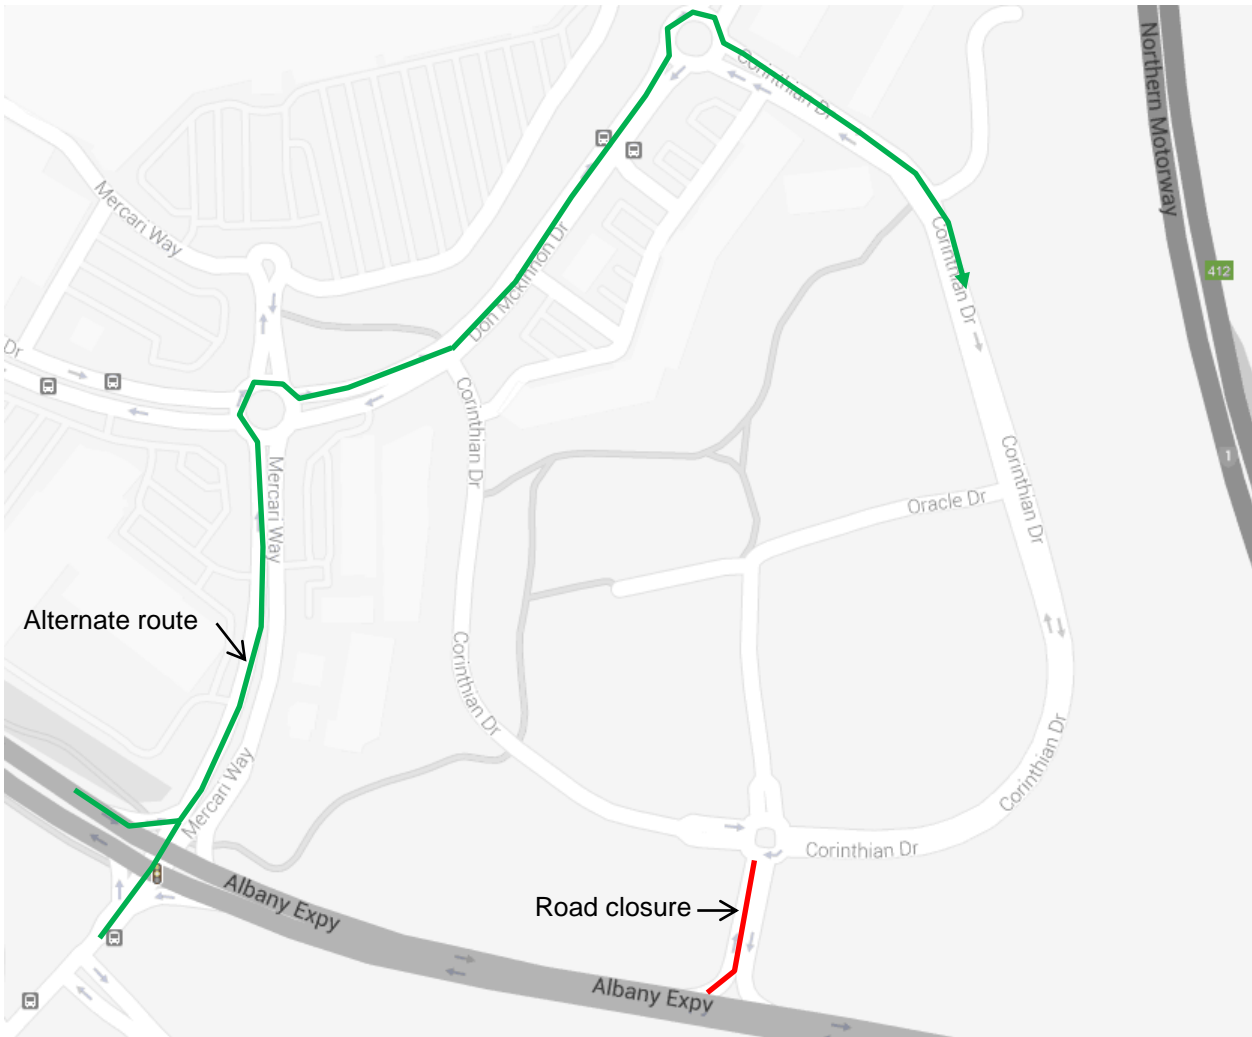 Northern Motorway
Corinthian Dr
Mercari Way
Don Mckinnon Dr
Corinthian Dr
412
Dr
Corinthian Dr
Mercari Way
Corinthian Dr
1
Oracle Dr
Alternate route
Corinthian Dr
Corinthian Dr
Mercari Way
Corinthian Dr
Albany Expy
Road closure
Albany Expy